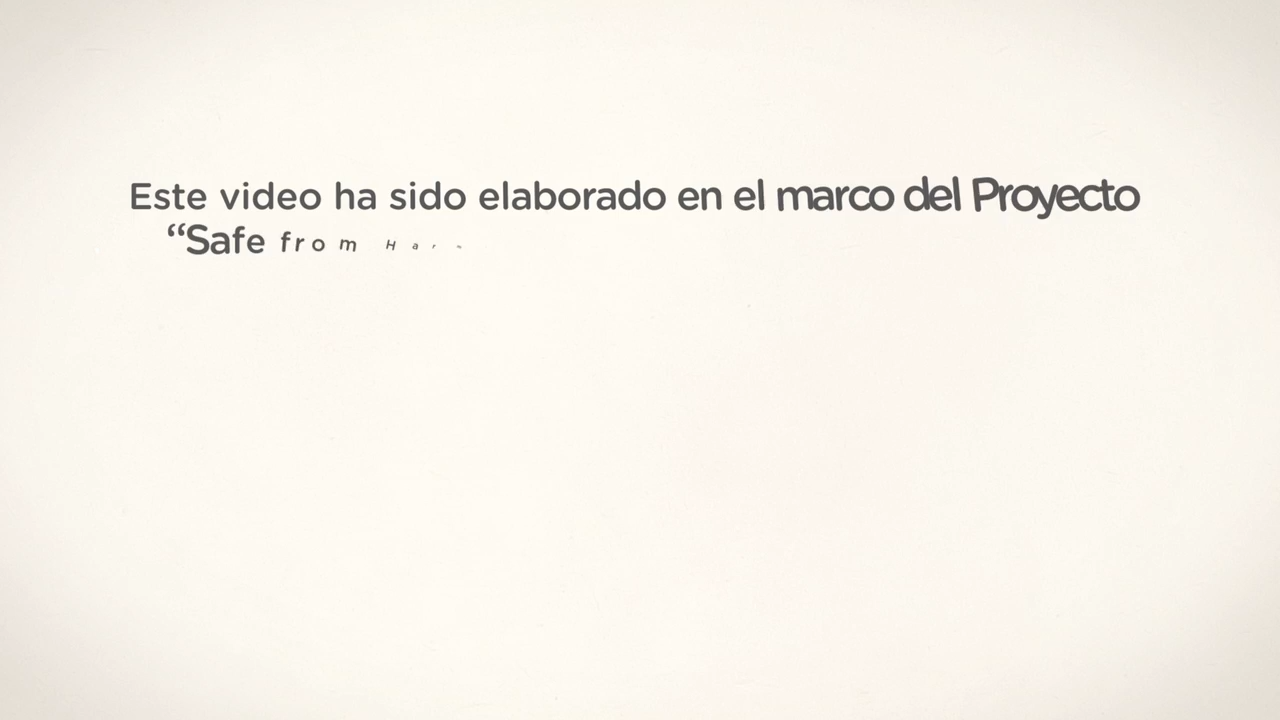 Este video ha sido elaborado en el marco del Proyecto
“Safe from